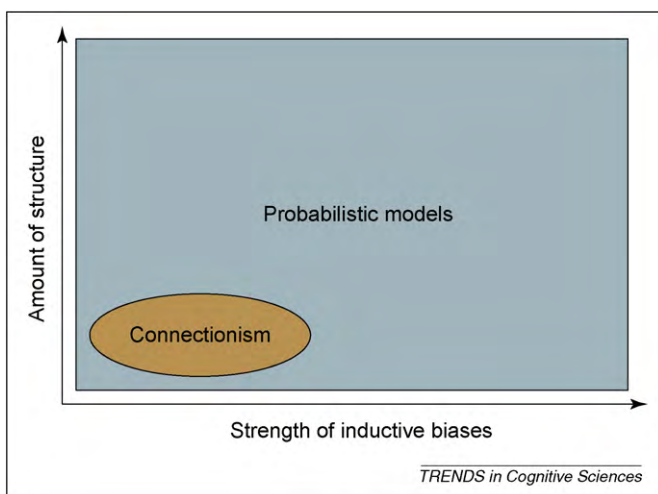 Amount of structure
Probabilistic models
Connectionism
Strength of inductive biases
TRENDS in Cognitive Sciences